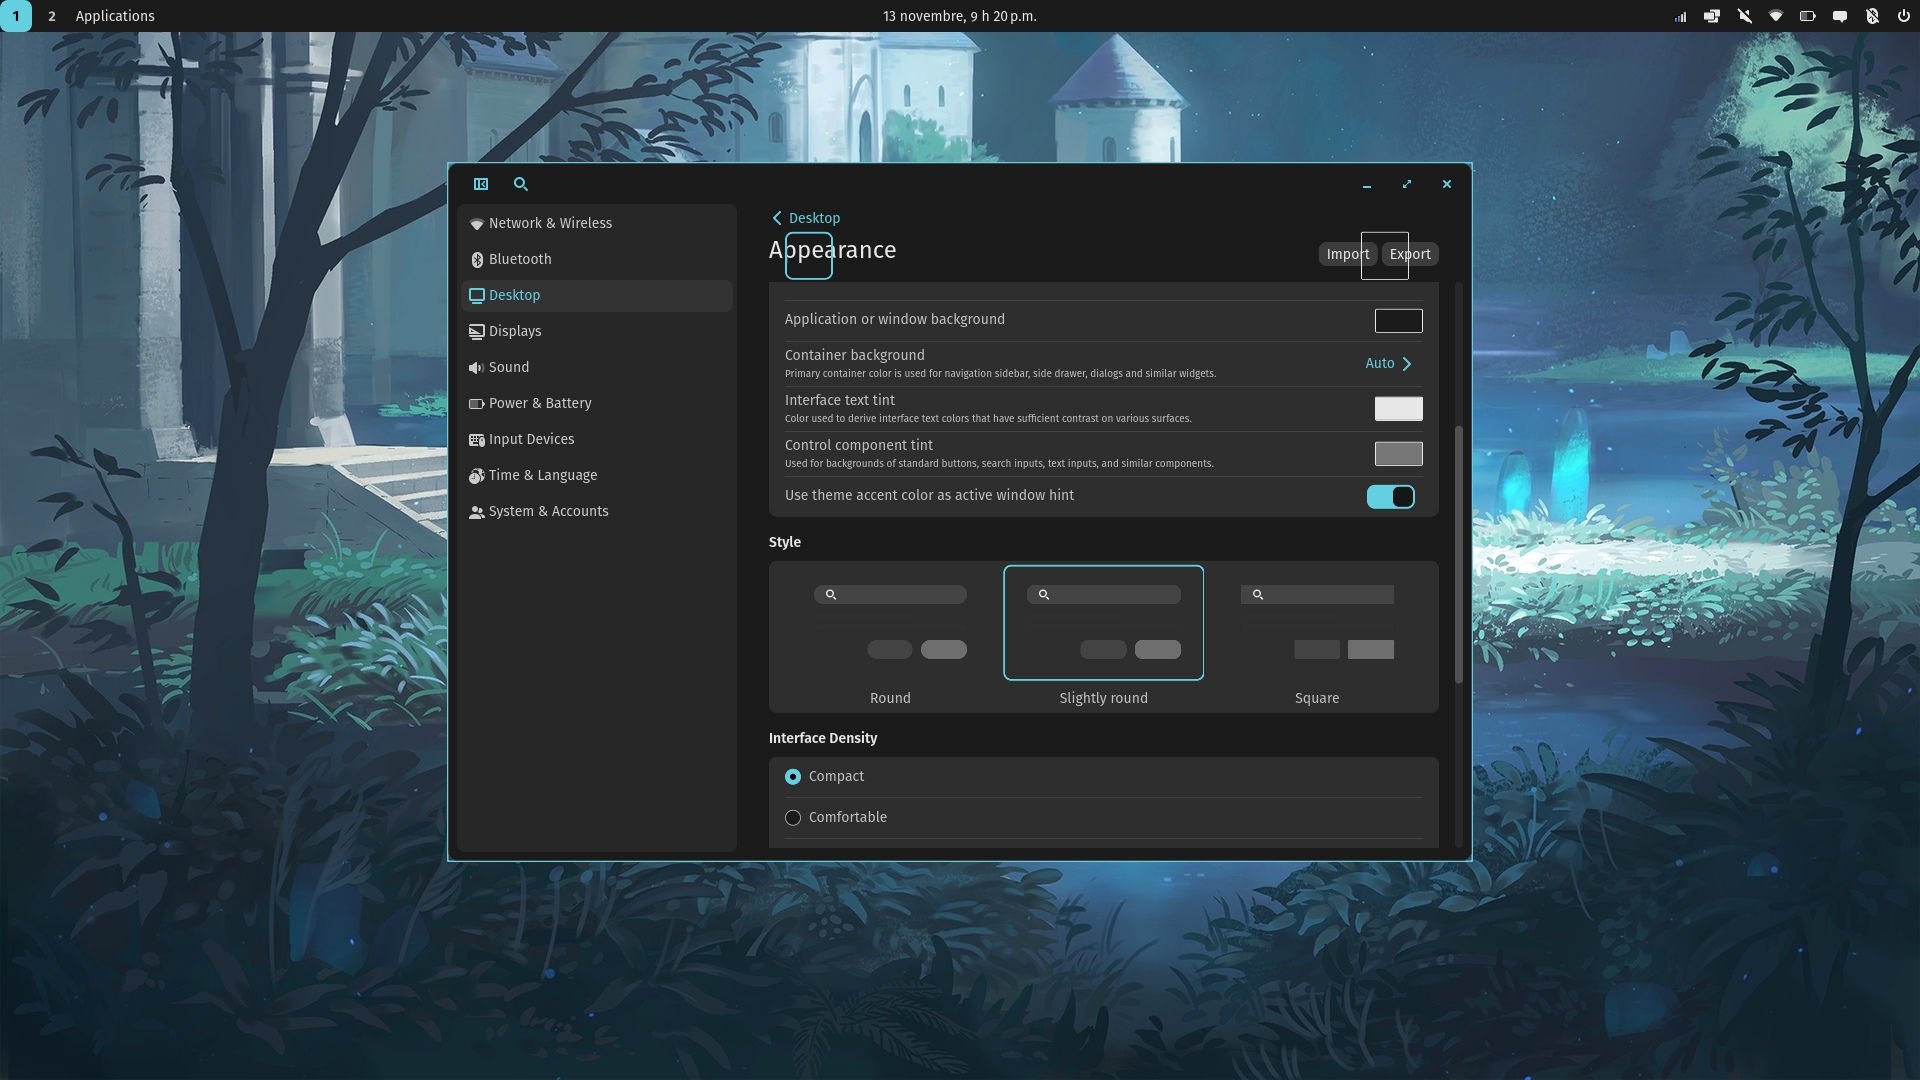 1 2 Applications 13 novembre, 9 h 20 p.m.
Network & Wireless
Bluetooth
Desktop
Displays
Sound
Power & Battery
Input Devices
Time & Language
System & Accounts
Desktop
Appearance
Import Export
Application or window background
Container background
Primary container color is used for navigation sidebar, side drawer, dialogs and similar widgets.
Auto
Interface text tint
Color used to derive interface text colors that have sufficient contrast on various surfaces.
Control component tint
Used for backgrounds of standard buttons, search inputs, text inputs, and similar components.
Use theme accent color as active window hint
Style
Round Slightly round Square
Interface Density
Compact
Comfortable